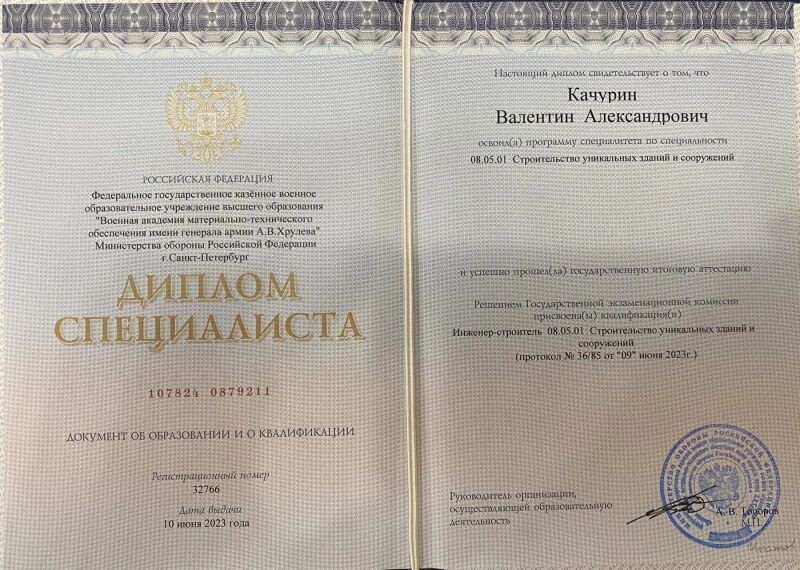 РОССИЙСКАЯ ФЕДЕРАЦИЯ
Федеральное государственное казённое военное
образовательное учреждение высшего образования
"Военная академия материально-технического
обеспечения имени генерала армии А.В.Хрулева"
Министерства обороны Российской Федерации
г.Санкт-Петербург
ДИПЛОМ
СПЕЦИАЛИСТА
107824 0879211
ДОКУМЕНТ ОБ ОБРАЗОВАНИИ И О КВАЛИФИКАЦИИ
Регистрационный номер
32766
Дата выдачи
10 июня 2023 года
Настоящий диплом свидетельствует о том, что
Качурин
Валентин Александрович
освоил(а) программу специалитета по специальности
08.05.01 Строительство уникальных зданий и сооружений
и успешно прошел(ла) государственную итоговую аттестацию
Решением Государственной экзаменационной комиссии
присвоена(ы) квалификация(и)
Инженер-строитель 08.05.01 Строительство уникальных зданий и
сооружений
(протокол № 36/85 от "09" июня 2023г.)
Руководитель организации,
осуществляющей образовательную
деятельность
А. В. Топоров
М.П.
МИНИСТЕРСТВО ОБОРОНЫ РОССИЙСКОЙ ФЕДЕРАЦИИ